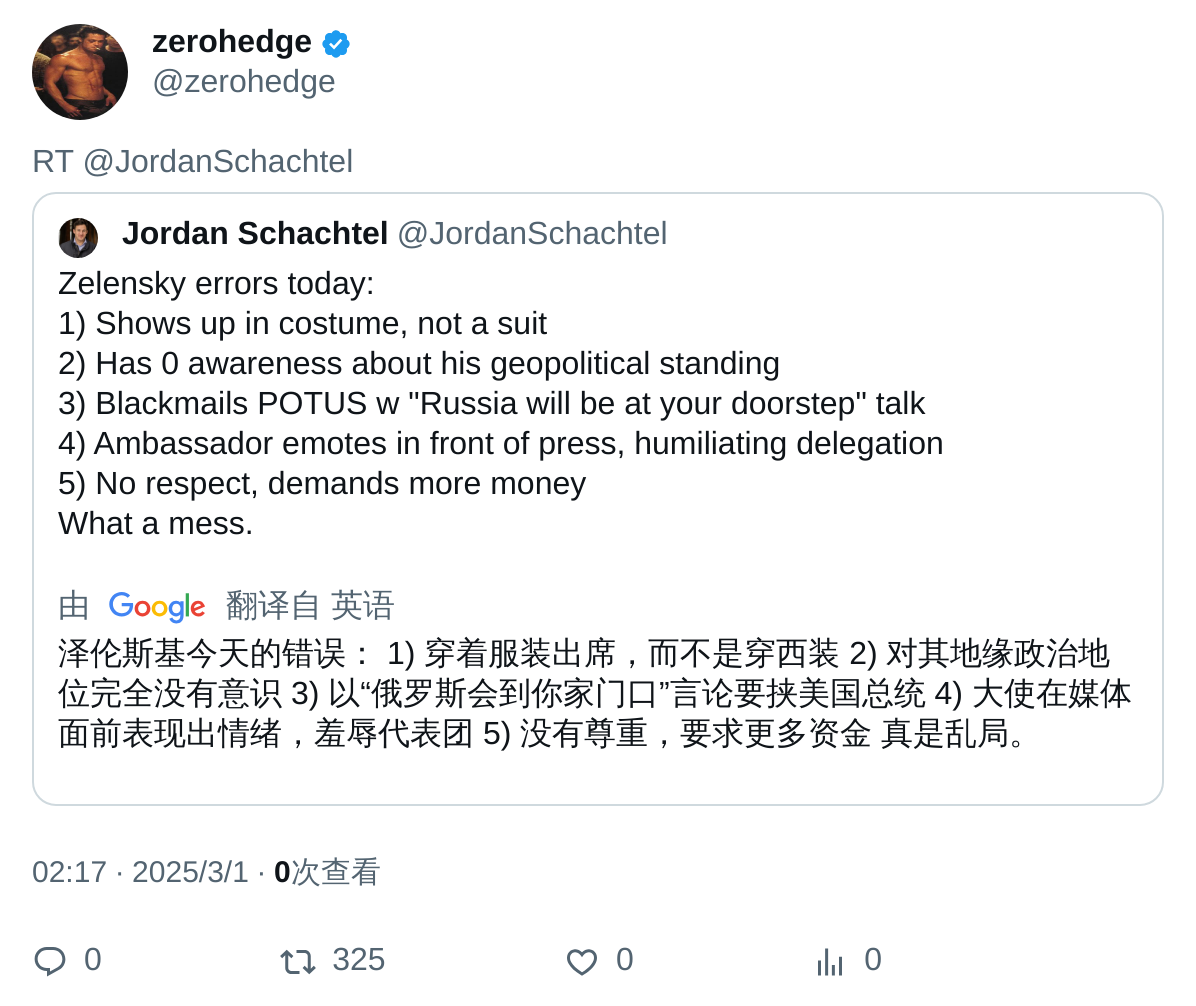 zerohedge
@zerohedge
RT @JordanSchachtel
Jordan Schachtel @JordanSchachtel
Zelensky errors today:
1) Shows up in costume, not a suit
2) Has 0 awareness about his geopolitical standing
3) Blackmails POTUS w "Russia will be at your doorstep" talk
4) Ambassador emotes in front of press, humiliating delegation
5) No respect, demands more money
What a mess.
由 Google 翻译自 英语
泽伦斯基今天的错误： 1) 穿着服装出席，而不是穿西装 2) 对其地缘政治地
位完全没有意识 3) 以“俄罗斯会到你家门口”言论要挟美国总统 4) 大使在媒体
面前表现出情绪，羞辱代表团 5) 没有尊重，要求更多资金 真是乱局。
02:17 · 2025/3/1 · 0次查看
0 325 0 0